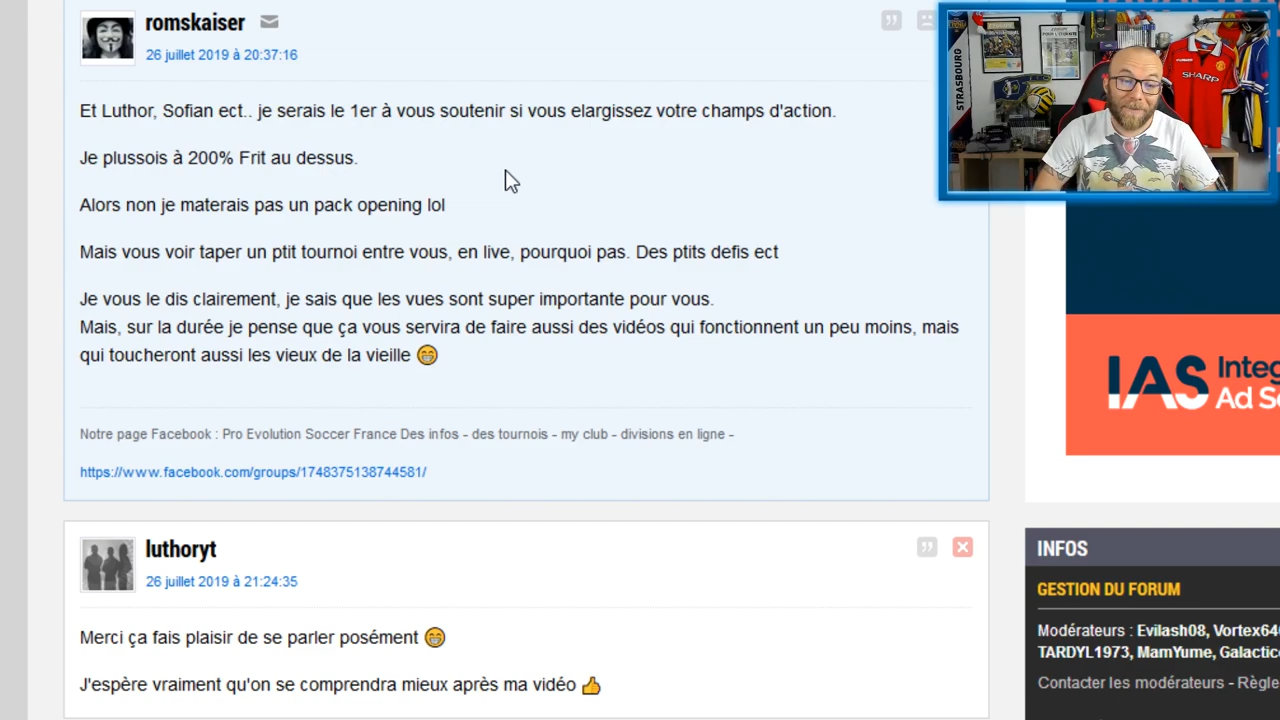 romskaiser
26 juillet 2019 à 20:37:16
Et Luthor, Sofian ect.. je serais le 1er à vous soutenir si vous elargissez votre champs d'action.
Je plussois à 200% Frit au dessus.
Alors non je materais pas un pack opening lol
Mais vous voir taper un ptit tournoi entre vous, en live, pourquoi pas. Des ptits defis ect
Je vous le dis clairement, je sais que les vues sont super importante pour vous.
Mais, sur la durée je pense que ça vous servira de faire aussi des vidéos qui fonctionnent un peu moins, mais
qui toucheront aussi les vieux de la vieille 😁
Notre page Facebook : Pro Evolution Soccer France Des infos - des tournois - my club - divisions en ligne -
https://www.facebook.com/groups/1748375138744581/
luthoryt
26 juillet 2019 à 21:24:35
Merci ça fais plaisir de se parler posément 😁
J'espère vraiment qu'on se comprendra mieux après ma vidéo 👍
STRASBOURG
SHARP
IAS Integ
Ad Sc
INFOS
GESTION DU FORUM
Modérateurs : Evilash08, Vortex64
TARDYL1973, MamYume, Galactic
Contacter les modérateurs - Règle